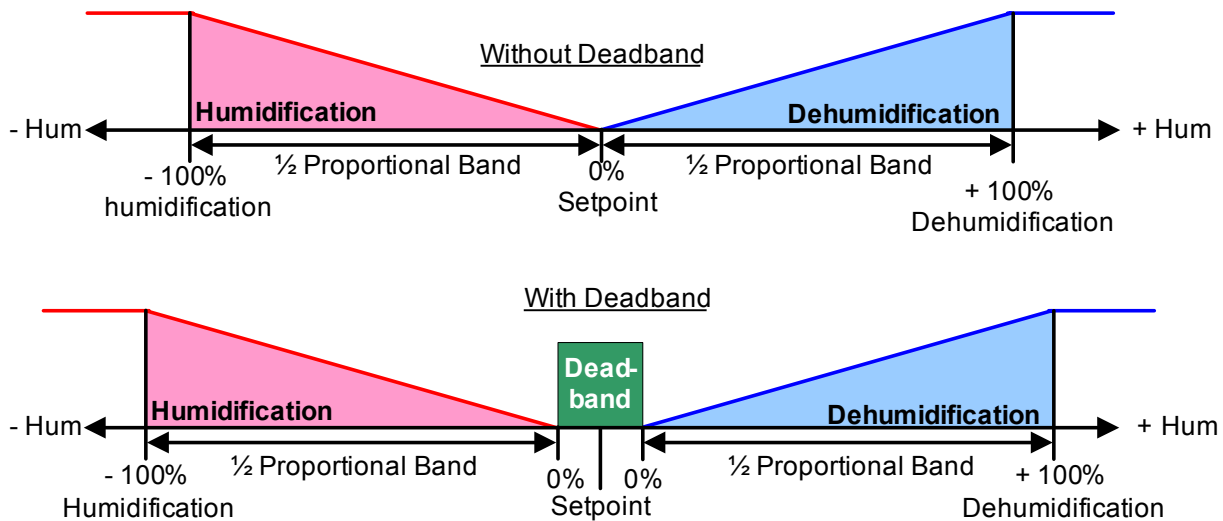 Without Deadband
Humidification
Dehumidification
- Hum
+ Hum
½ Proportional Band
½ Proportional Band
- 100%
humidification
0%
Setpoint
+ 100%
Dehumidification
With Deadband
Dead-
band
Humidification
Dehumidification
- Hum
+ Hum
½ Proportional Band
½ Proportional Band
- 100%
Humidification
0%
0%
Setpoint
+ 100%
Dehumidification